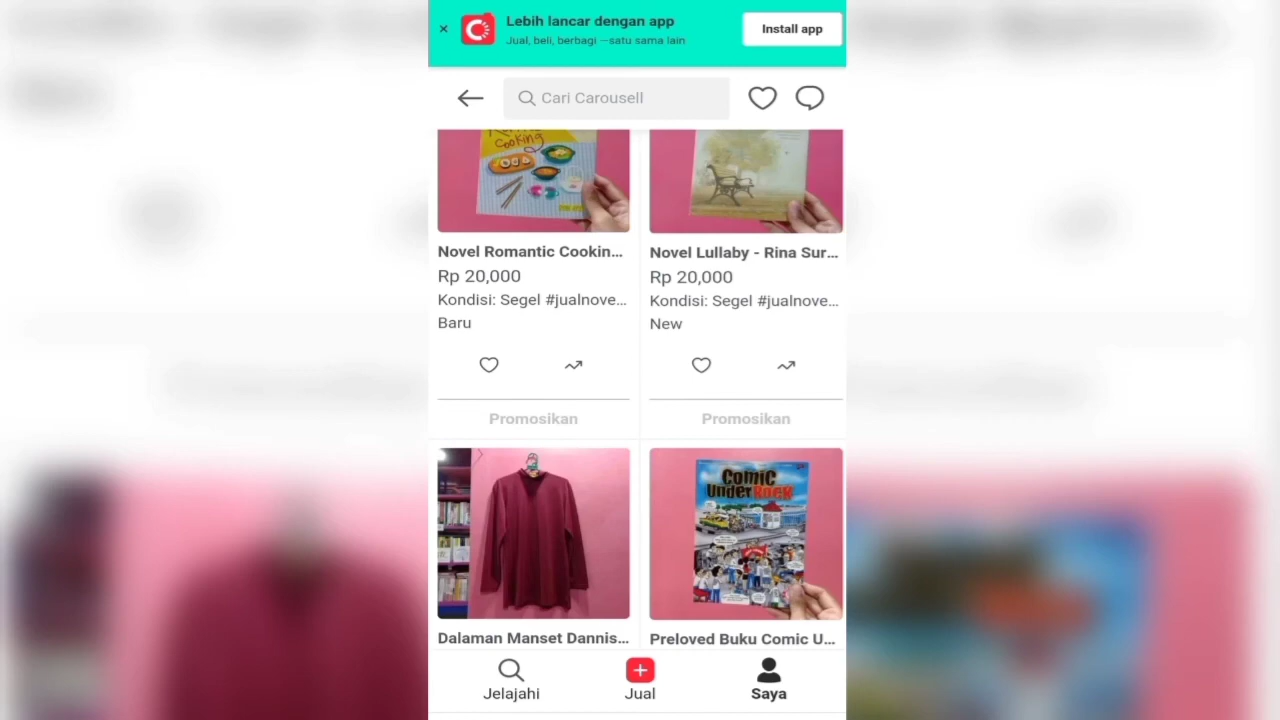 Lebih lancar dengan app
Jual, beli, berbagi —satu sama lain
Install app
Cari Carousell
Cooking
Novel Romantic Cookin...
Rp 20,000
Kondisi: Segel #jualnove...
Baru
Novel Lullaby - Rina Sur...
Rp 20,000
Kondisi: Segel #jualnove...
New
Promosikan
Promosikan
Comic
Under Rock
Dalaman Manset Dannis...
Preloved Buku Comic U...
Jelajahi
Jual
Saya